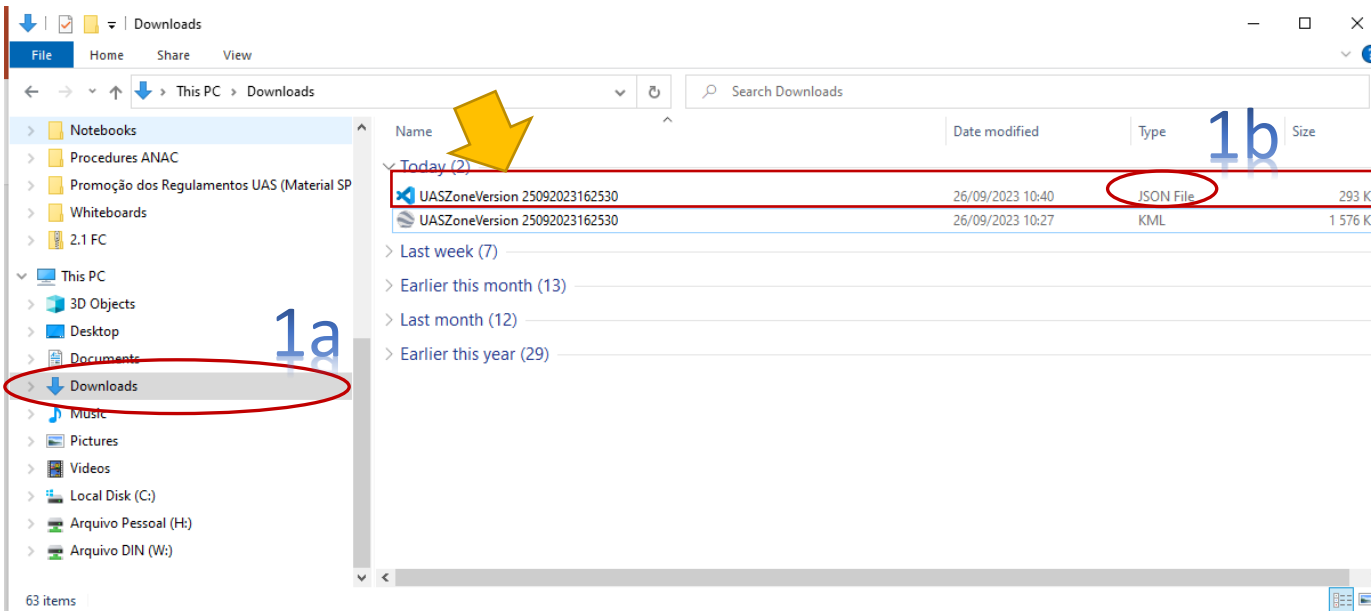 Downloads
File Home Share View
This PC > Downloads
Search Downloads
Notebooks
Procedures ANAC
Promoção dos Regulamentos UAS (Material SP
Whiteboards
2.1 FC
This PC
3D Objects
Desktop
1a
Documents
Downloads
Music
Pictures
Videos
Local Disk (C:)
Arquivo Pessoal (H:)
Arquivo DIN (W:)
Name Date modified Type 1b Size
Today (2)
UASZoneVersion 25092023162530 26/09/2023 10:40 JSON File 293 K
UASZoneVersion 25092023162530 26/09/2023 10:27 KML 1 576 K
Last week (7)
Earlier this month (13)
Last month (12)
Earlier this year (29)
63 items